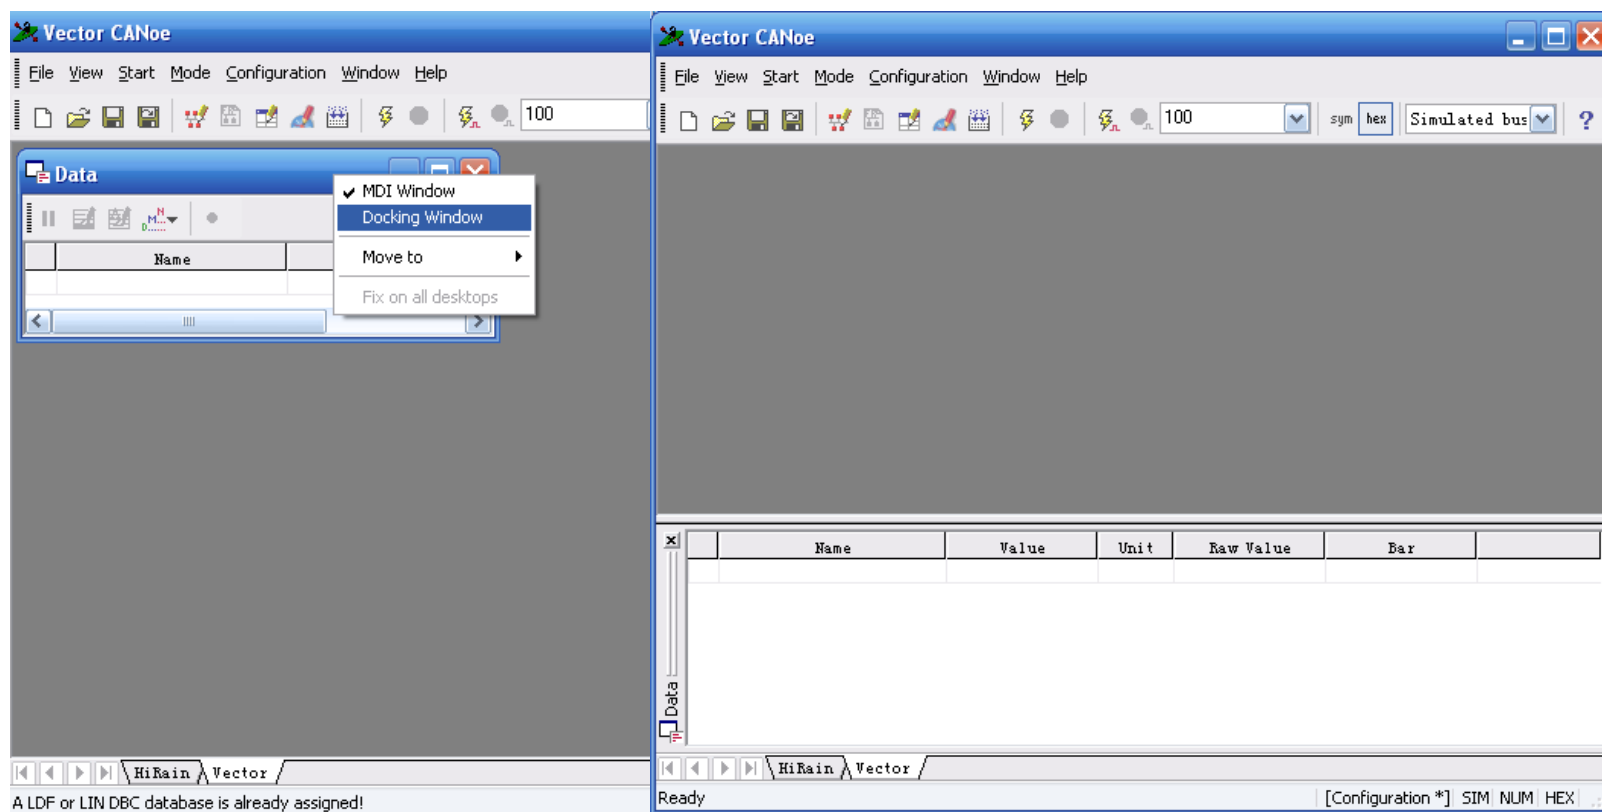 Vector CANoe
File View Start Mode Configuration Window Help
100
Data
MDI Window
Docking Window
Move to
Fix on all desktops
Name
HiRain Vector
A LDF or LIN DBC database is already assigned!
Vector CANoe
File View Start Mode Configuration Window Help
100 sym hex Simulated bus ?
Name Value Unit Raw Value Bar
Data
HiRain Vector
Ready [Configuration *] SIM NUM HEX